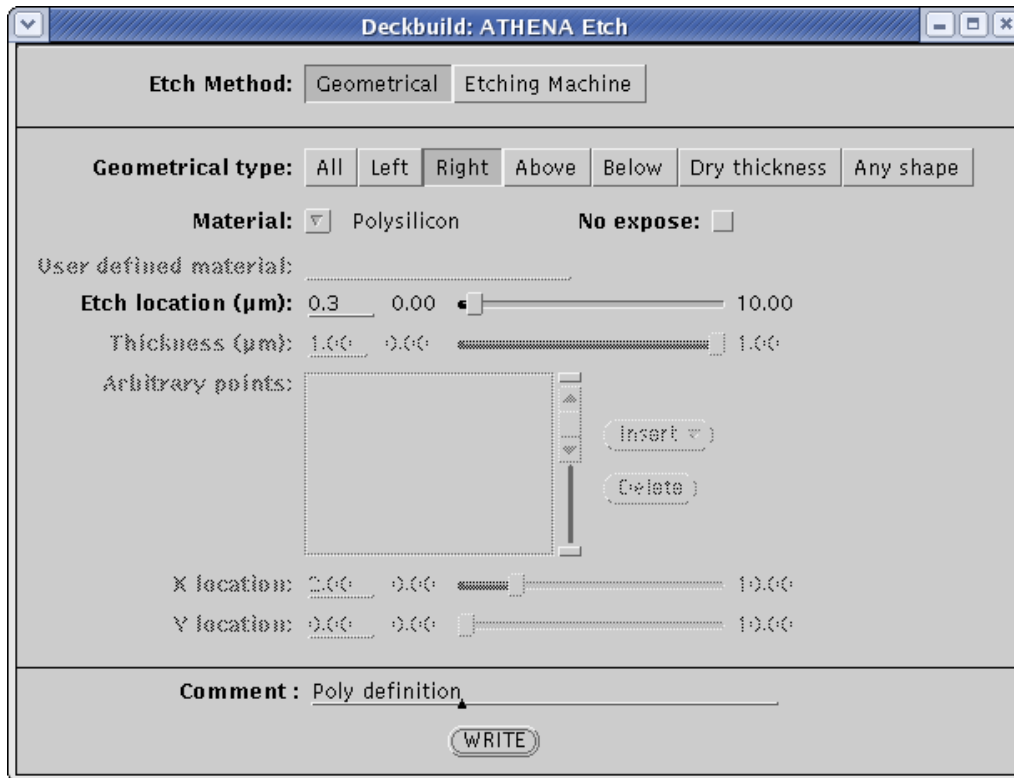 Deckbuild: ATHENA Etch
Etch Method: Geometrical Etching Machine
Geometrical type: All Left Right Above Below Dry thickness Any shape
Material: Polysilicon No expose:
User defined material:
Etch location (µm): 0.3 0.00 10.00
Thickness (µm): 1.00 0.00 1.00
Arbitrary points:
Insert
Delete
X location: 2.00 0.00 10.00
Y location: 0.00 0.00 10.00
Comment : Poly definition
WRITE